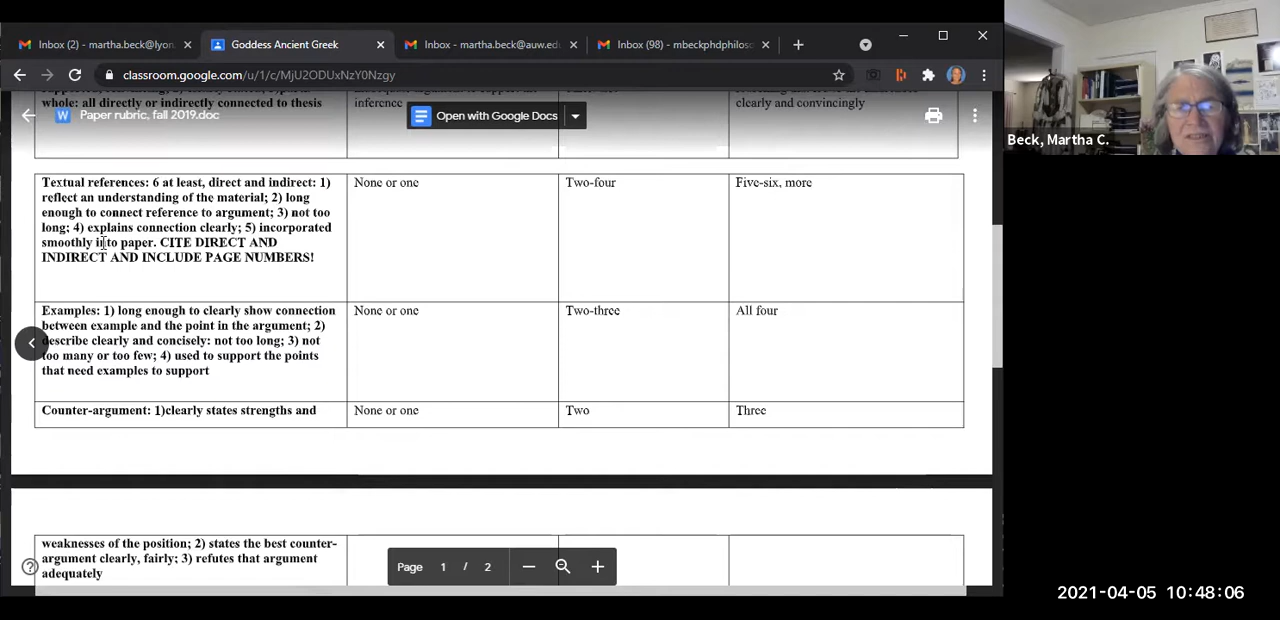 Inbox (2) - martha.beck@lyon.
Goddess Ancient Greek
Inbox - martha.beck@auw.ed
Inbox (98) - mbeckphdphilos
classroom.google.com/u/1/c/MjU2ODUxNzY0Nzgy
whole: all directly or indirectly connected to thesis
inference
clearly and convincingly
Paper rubric, fall 2019.doc
Open with Google Docs
Beck, Martha C.
Textual references: 6 at least, direct and indirect: 1)
reflect an understanding of the material; 2) long
enough to connect reference to argument; 3) not too
long; 4) explains connection clearly; 5) incorporated
smoothly into paper. CITE DIRECT AND
INDIRECT AND INCLUDE PAGE NUMBERS!
None or one
Two-four
Five-six, more
Examples: 1) long enough to clearly show connection
between example and the point in the argument; 2)
describe clearly and concisely: not too long; 3) not
too many or too few; 4) used to support the points
that need examples to support
None or one
Two-three
All four
Counter-argument: 1)clearly states strengths and
None or one
Two
Three
weaknesses of the position; 2) states the best counter-
argument clearly, fairly; 3) refutes that argument
adequately
Page 1 / 2
2021-04-05 10:48:06